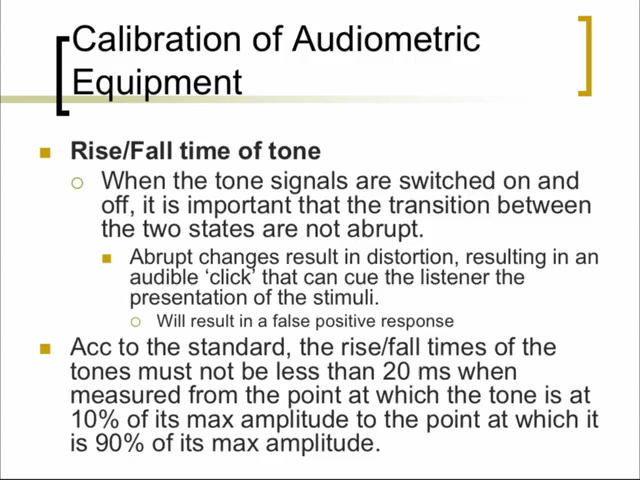 Calibration of Audiometric
Equipment
Rise/Fall time of tone
When the tone signals are switched on and
off, it is important that the transition between
the two states are not abrupt.
Abrupt changes result in distortion, resulting in an
audible ‘click’ that can cue the listener the
presentation of the stimuli.
Will result in a false positive response
Acc to the standard, the rise/fall times of the
tones must not be less than 20 ms when
measured from the point at which the tone is at
10% of its max amplitude to the point at which it
is 90% of its max amplitude.